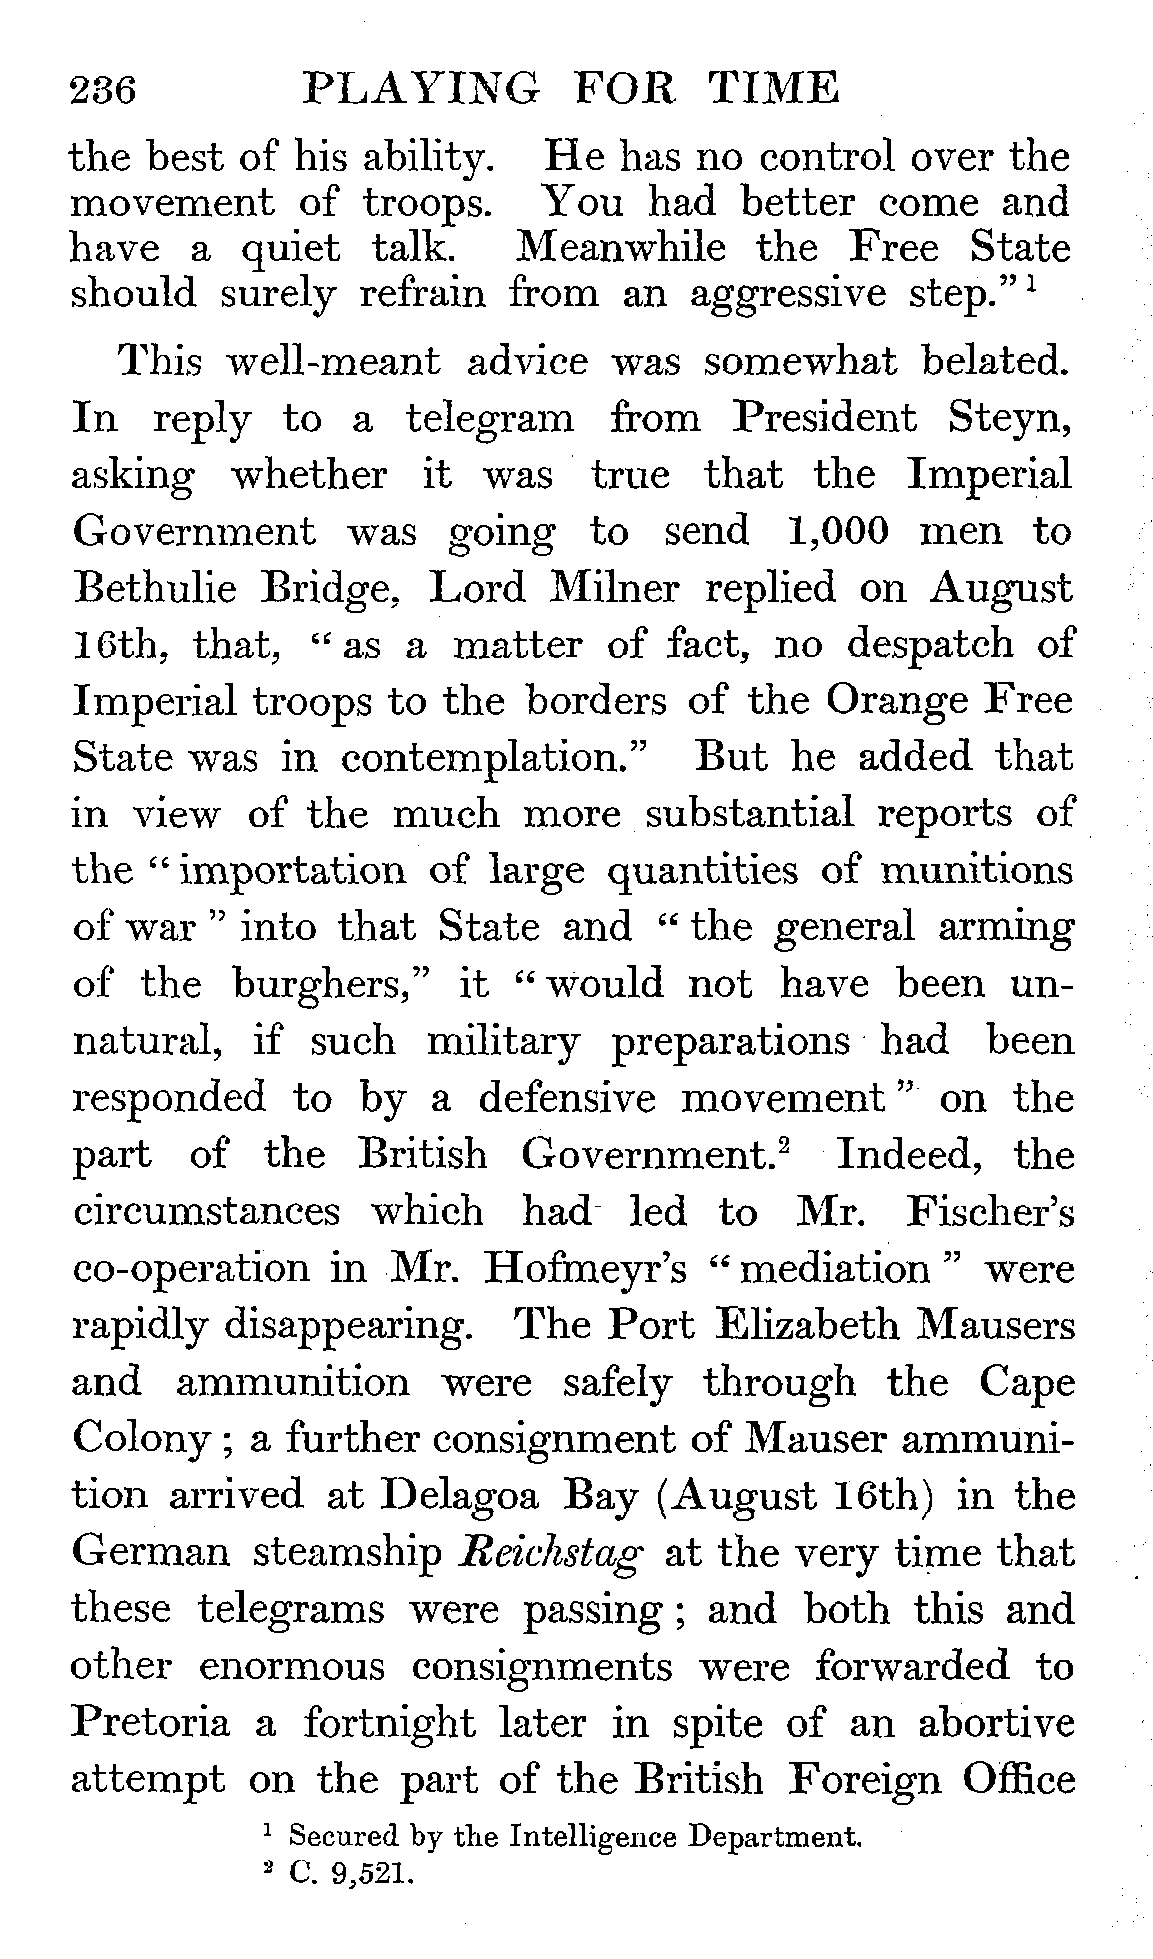 236 PLAYING FOR TIME
the best of his ability. He has no control over the
movement of troops. You had better come and
have a quiet talk. Meanwhile the Free State
should surely refrain from an aggressive step.” ¹
This well-meant advice was somewhat belated.
In reply to a telegram from President Steyn,
asking whether it was true that the Imperial
Government was going to send 1,000 men to
Bethulie Bridge, Lord Milner replied on August
16th, that, “ as a matter of fact, no despatch of
Imperial troops to the borders of the Orange Free
State was in contemplation.” But he added that
in view of the much more substantial reports of
the “ importation of large quantities of munitions
of war ” into that State and “ the general arming
of the burghers,” it “ would not have been un-
natural, if such military preparations had been
responded to by a defensive movement ” on the
part of the British Government.² Indeed, the
circumstances which had led to Mr. Fischer’s
co-operation in Mr. Hofmeyr’s “ mediation ” were
rapidly disappearing. The Port Elizabeth Mausers
and ammunition were safely through the Cape
Colony ; a further consignment of Mauser ammuni-
tion arrived at Delagoa Bay (August 16th) in the
German steamship Reichstag at the very time that
these telegrams were passing ; and both this and
other enormous consignments were forwarded to
Pretoria a fortnight later in spite of an abortive
attempt on the part of the British Foreign Office
¹ Secured by the Intelligence Department.
² C. 9,521.